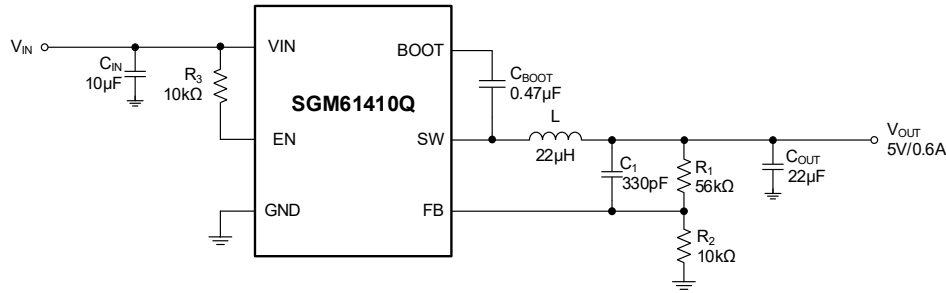 VIN
CIN
10µF
R3
10kΩ
VIN
EN
GND
SGM61410Q
BOOT
SW
FB
CBOOT
0.47µF
L
22µH
C1
330pF
R1
56kΩ
R2
10kΩ
COUT
22µF
VOUT
5V/0.6A